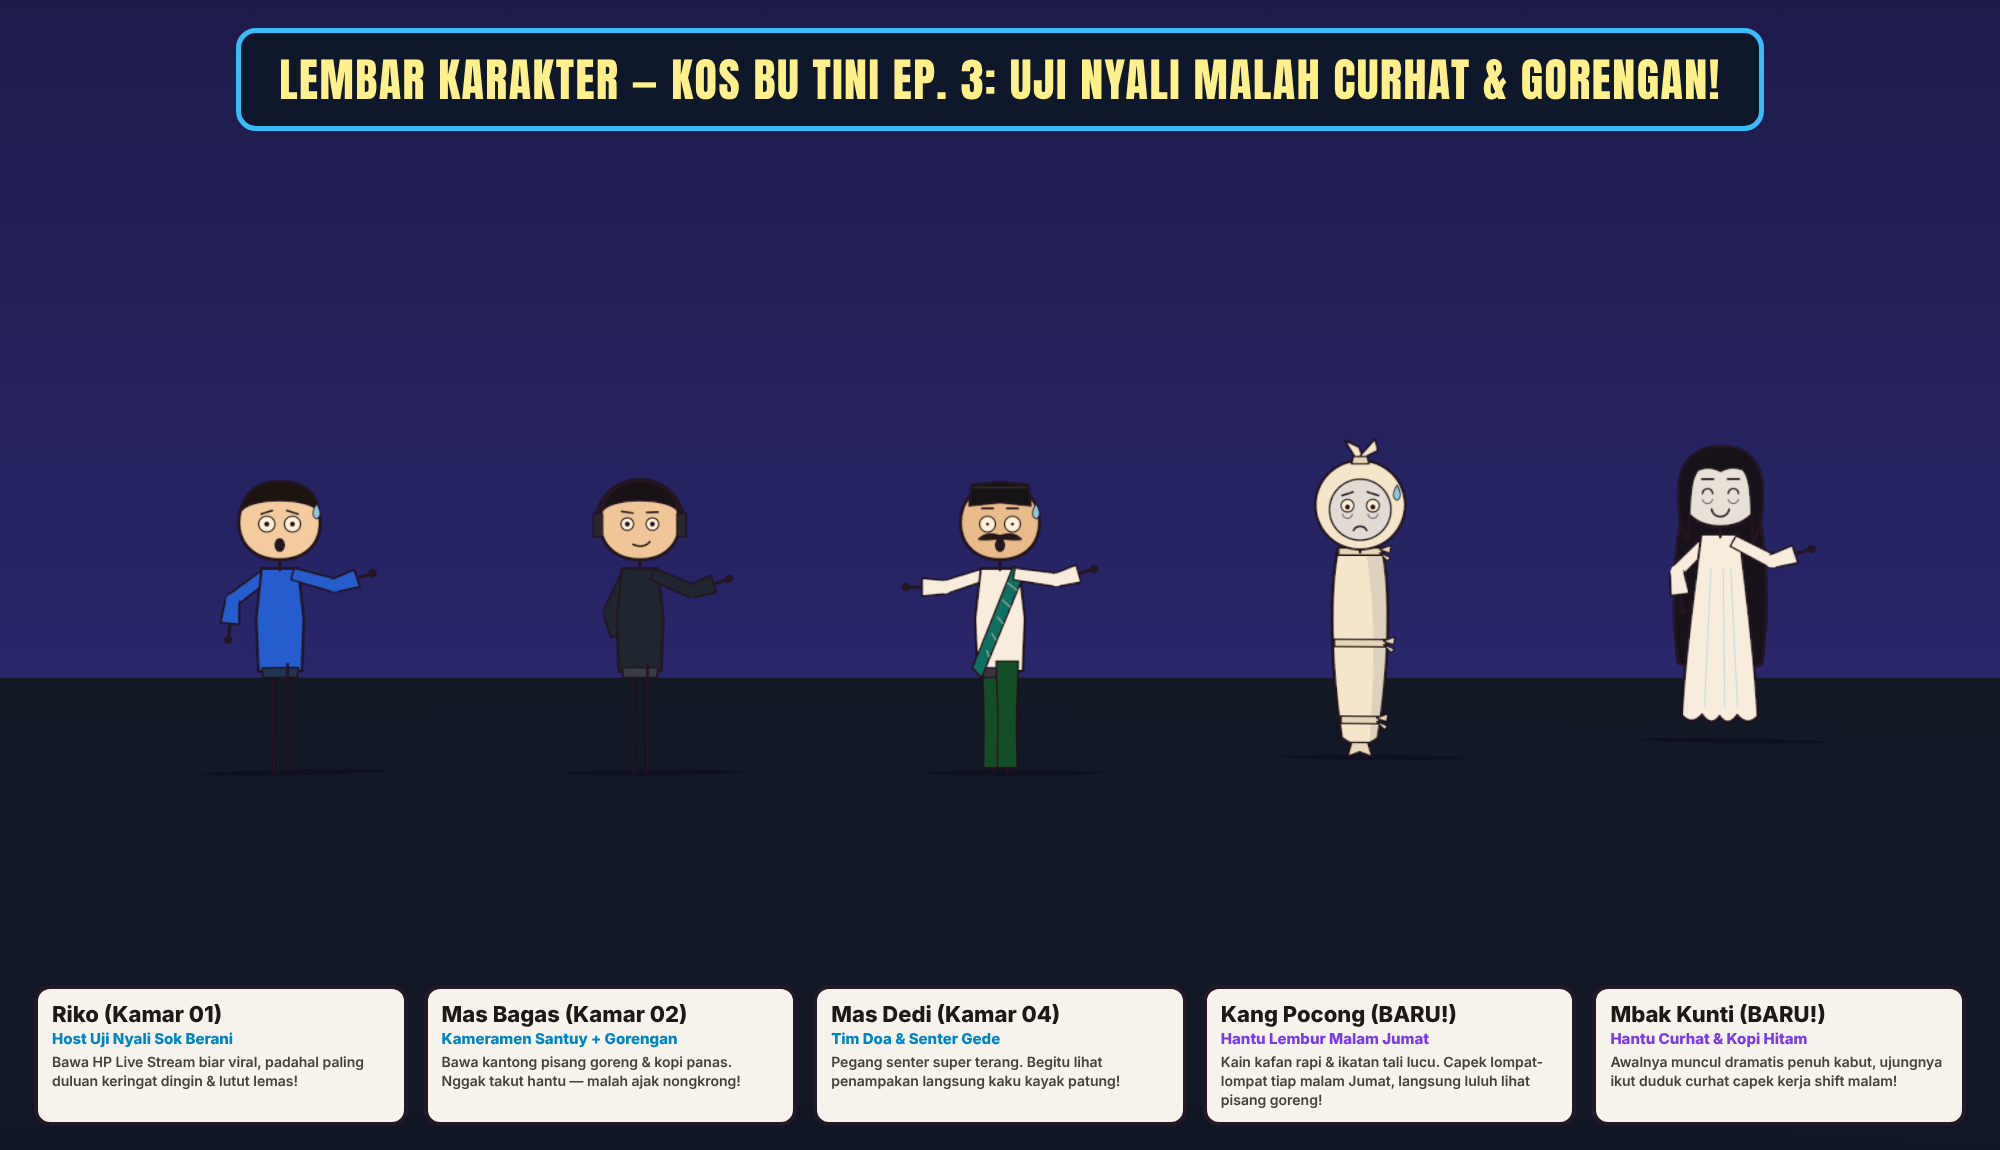 LEMBAR KARAKTER – KOS BU TINI EP. 3: UJI NYALI MALAH CURHAT & GORENGAN!
Riko (Kamar 01)
Host Uji Nyali Sok Berani
Bawa HP Live Stream biar viral, padahal paling
duluan keringat dingin & lutut lemas!
Mas Bagas (Kamar 02)
Kameramen Santuy + Gorengan
Bawa kantong pisang goreng & kopi panas.
Nggak takut hantu — malah ajak nongkrong!
Mas Dedi (Kamar 04)
Tim Doa & Senter Gede
Pegang senter super terang. Begitu lihat
penampakan langsung kaku kayak patung!
Kang Pocong (BARU!)
Hantu Lembur Malam Jumat
Kain kafan rapi & ikatan tali lucu. Capek lompat-
lompat tiap malam Jumat, langsung luluh lihat
pisang goreng!
Mbak Kunti (BARU!)
Hantu Curhat & Kopi Hitam
Awalnya muncul dramatis penuh kabut, ujungnya
ikut duduk curhat capek kerja shift malam!